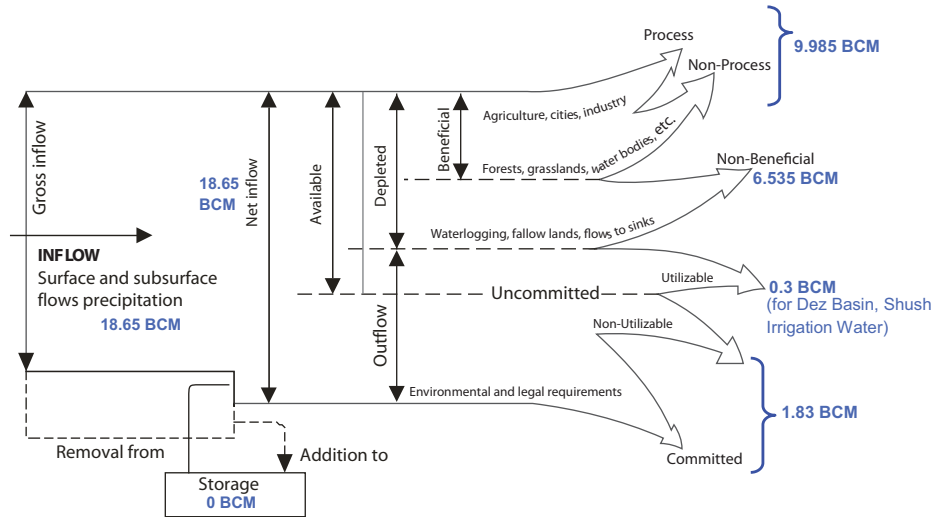 Process
9.985 BCM
Non-Process
Agriculture, cities, industry
Forests, grasslands, water bodies, etc.
Non-Beneficial
6.535 BCM
Waterlogging, fallow lands, flows to sinks
Gross inflow
18.65
BCM
Net inflow
Available
Depleted
Beneficial
INFLOW
Surface and subsurface
flows precipitation
18.65 BCM
Outflow
Uncommitted
Utilizable
0.3 BCM
(for Dez Basin, Shush
Irrigation Water)
Non-Utilizable
Environmental and legal requirements
1.83 BCM
Committed
Removal from
Addition to
Storage
0 BCM